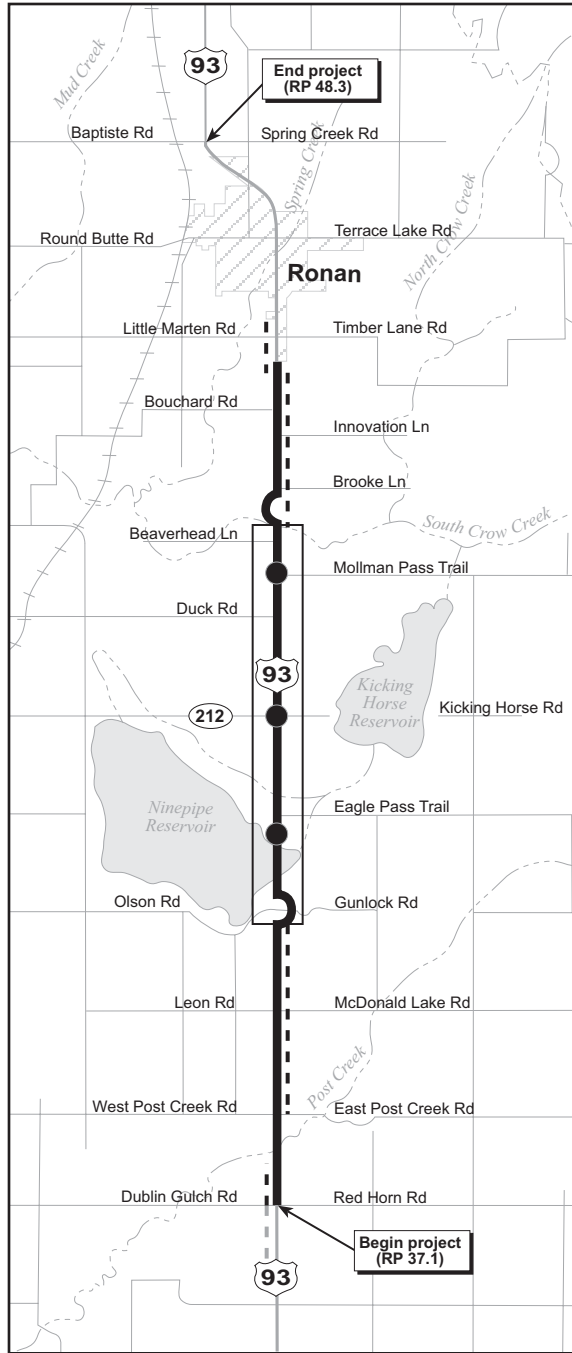 Mud Creek
93
End project
(RP 48.3)
Baptiste Rd
Spring Creek Rd
Spring Creek
North Crow Creek
Round Butte Rd
Terrace Lake Rd
Ronan
Little Marten Rd
Timber Lane Rd
Bouchard Rd
Innovation Ln
Brooke Ln
South Crow Creek
Beaverhead Ln
Mollman Pass Trail
Duck Rd
93
Kicking
Horse
Reservoir
212
Kicking Horse Rd
Ninepipe
Reservoir
Eagle Pass Trail
Olson Rd
Gunlock Rd
Leon Rd
McDonald Lake Rd
Post Creek
West Post Creek Rd
East Post Creek Rd
Dublin Gulch Rd
Red Horn Rd
Begin project
(RP 37.1)
93